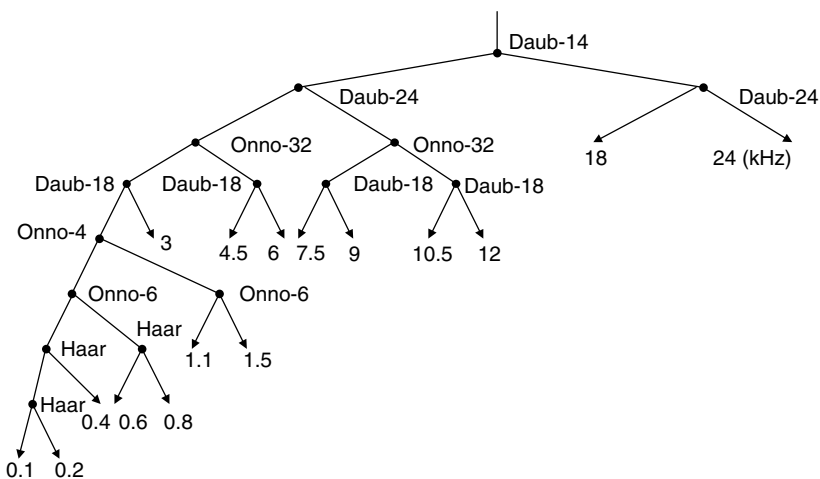 Daub-14
Daub-24
Daub-24
Onno-32
Onno-32
18
24 (kHz)
Daub-18
Daub-18
Daub-18
Daub-18
Onno-4
3
4.5
6
7.5
9
10.5
12
Onno-6
Onno-6
Haar
Haar
1.1
1.5
Haar
0.4
0.6
0.8
0.1
0.2